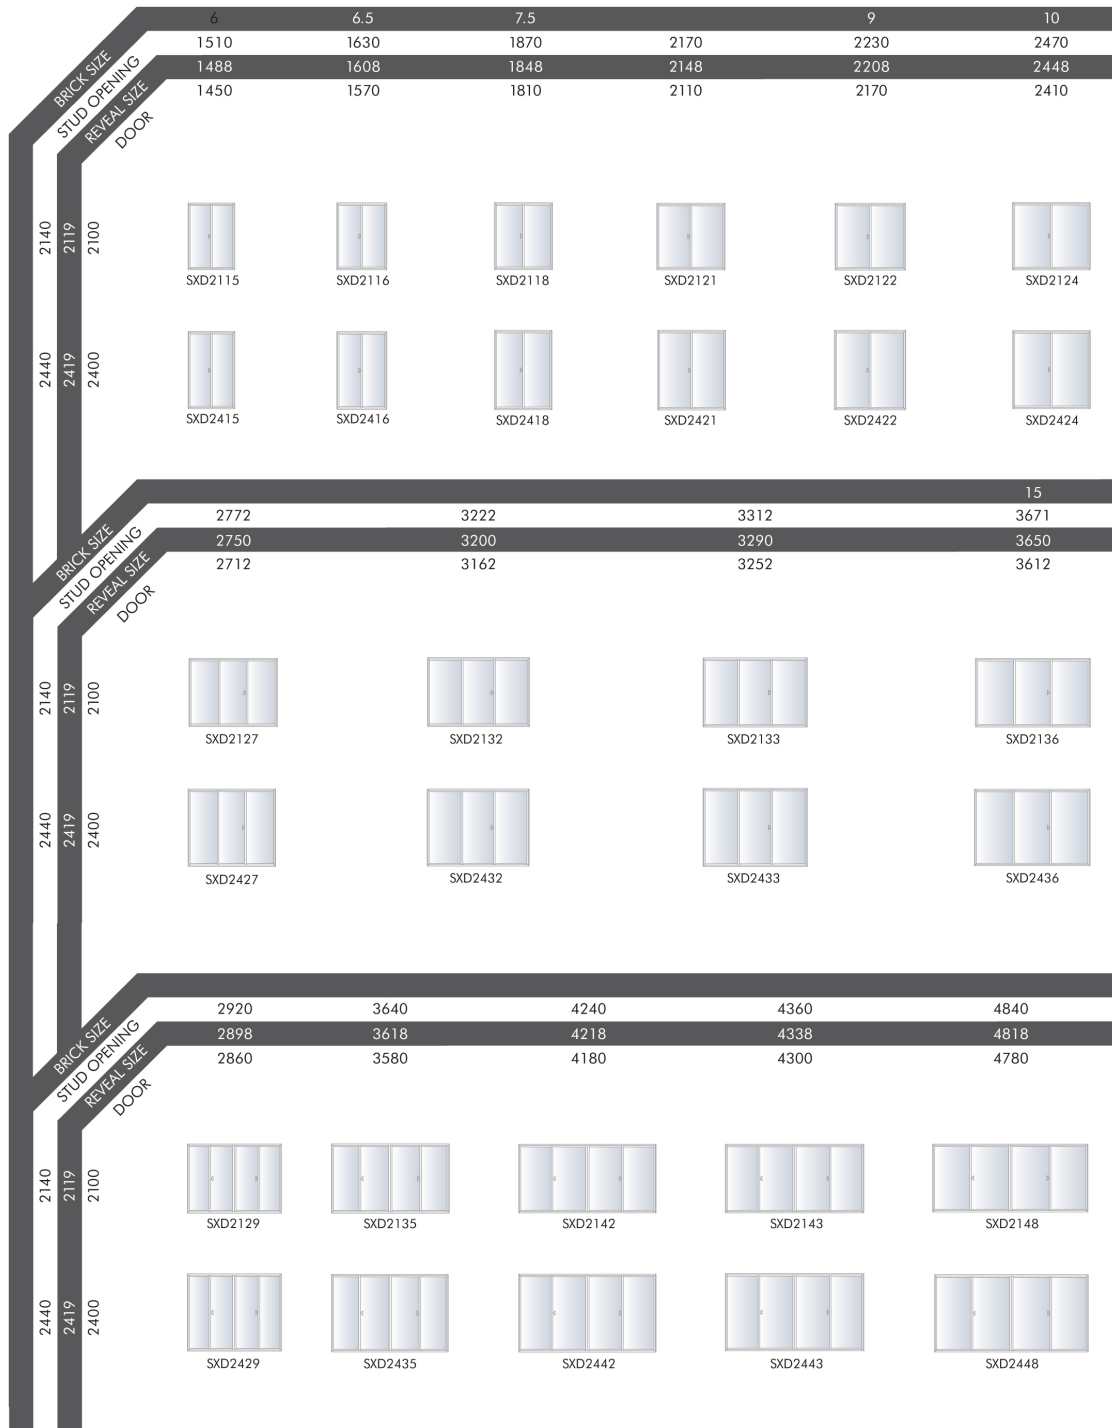 6 6.5 7.5 9 10
1510 1630 1870 2170 2230 2470
1488 1608 1848 2148 2208 2448
1450 1570 1810 2110 2170 2410
BRICK SIZE
STUD OPENING
REVEAL SIZE
DOOR
2140 2119 2100
SXD2115 SXD2116 SXD2118 SXD2121 SXD2122 SXD2124
2440 2419 2400
SXD2415 SXD2416 SXD2418 SXD2421 SXD2422 SXD2424
15
2772 3222 3312 3671
2750 3200 3290 3650
2712 3162 3252 3612
BRICK SIZE
STUD OPENING
REVEAL SIZE
DOOR
2140 2119 2100
SXD2127 SXD2132 SXD2133 SXD2136
2440 2419 2400
SXD2427 SXD2432 SXD2433 SXD2436
2920 3640 4240 4360 4840
2898 3618 4218 4338 4818
2860 3580 4180 4300 4780
BRICK SIZE
STUD OPENING
REVEAL SIZE
DOOR
2140 2119 2100
SXD2129 SXD2135 SXD2142 SXD2143 SXD2148
2440 2419 2400
SXD2429 SXD2435 SXD2442 SXD2443 SXD2448